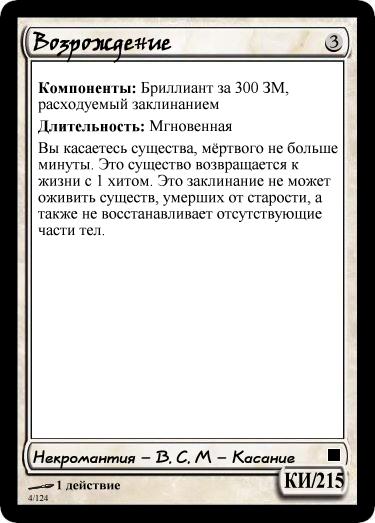 Возрождение 3
Компоненты: Бриллиант за 300 ЗМ,
расходуемый заклинанием
Длительность: Мгновенная
Вы касаетесь существа, мёртвого не больше
минуты. Это существо возвращается к
жизни с 1 хитом. Это заклинание не может
оживить существ, умерших от старости, а
также не восстанавливает отсутствующие
части тел.
Некромантия – В, С, М – Касание
1 действие
КИ/215
4/124